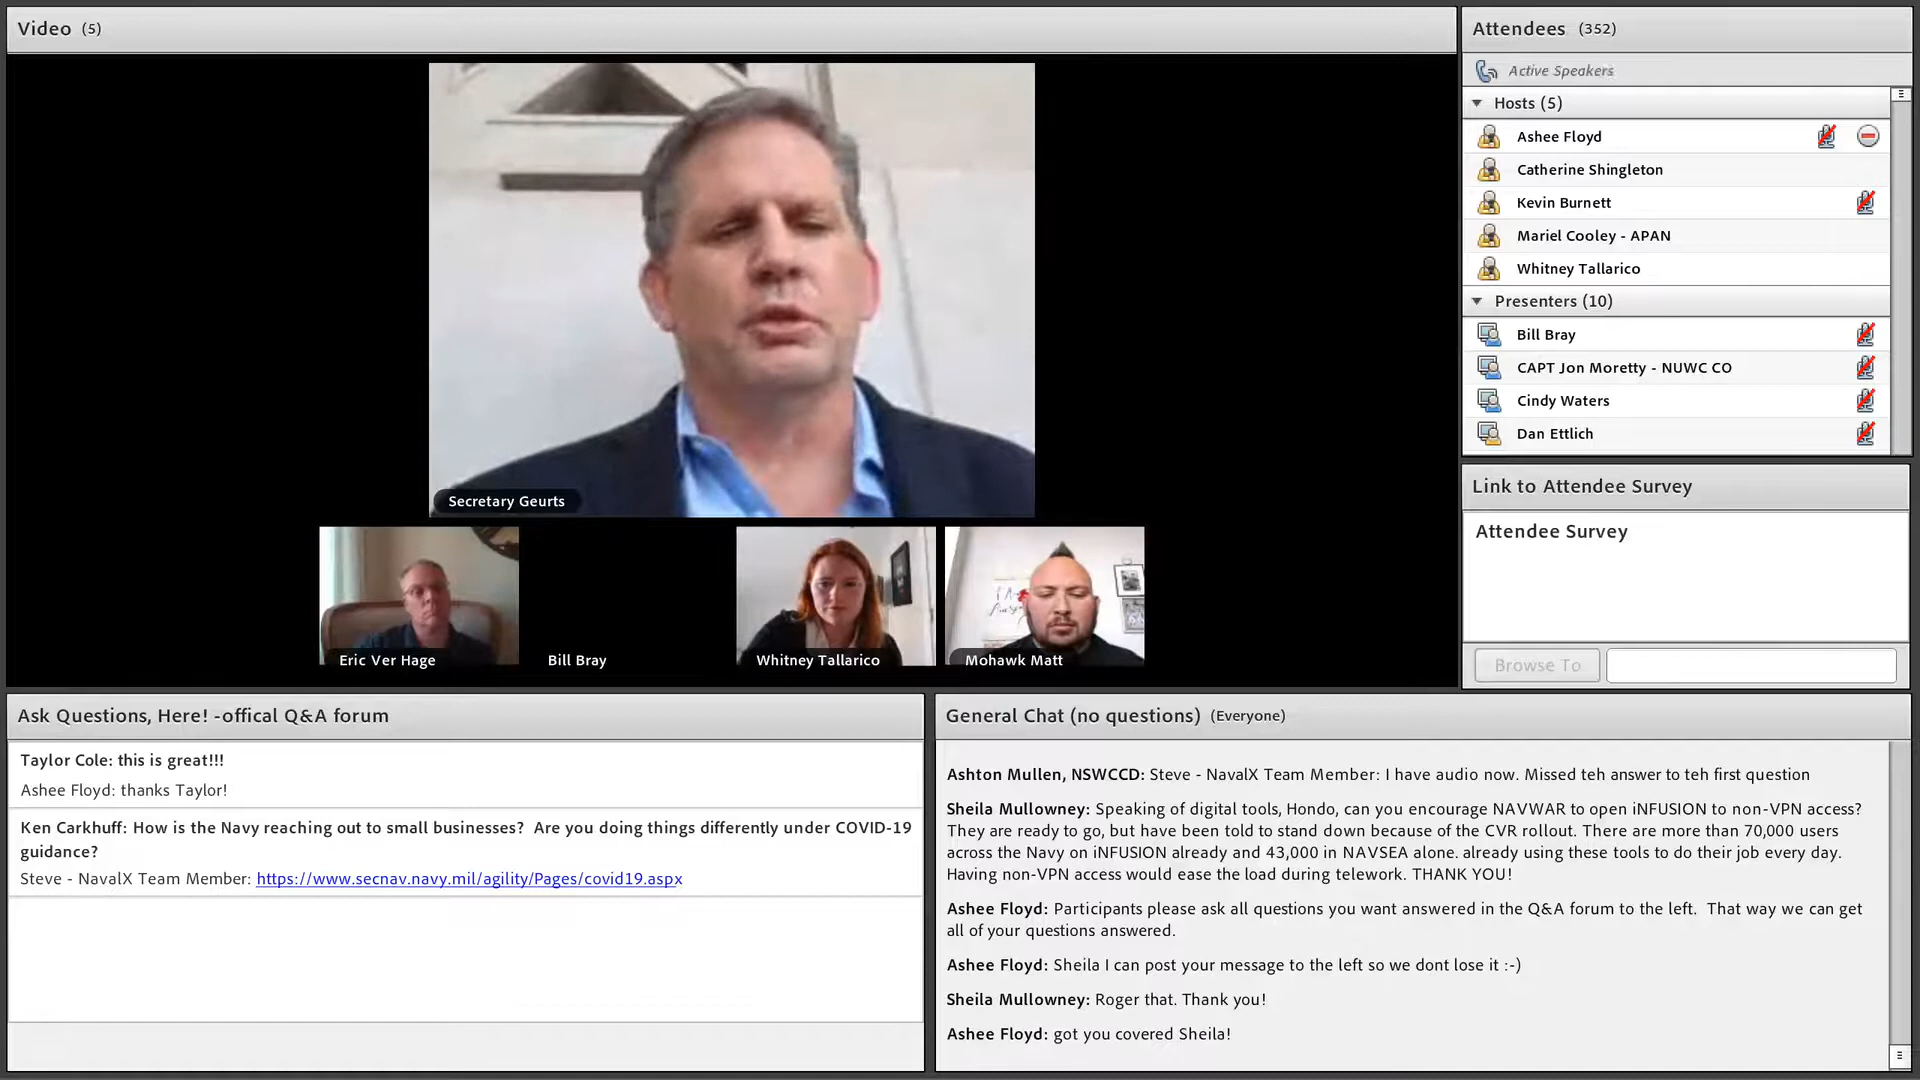 Video (5)
Secretary Geurts
Eric Ver Hage
Bill Bray
Whitney Tallarico
Mohawk Matt
Attendees (352)
Active Speakers
Hosts (5)
Ashee Floyd
Catherine Shingleton
Kevin Burnett
Mariel Cooley - APAN
Whitney Tallarico
Presenters (10)
Bill Bray
CAPT Jon Moretty - NUWC CO
Cindy Waters
Dan Ettlich
Link to Attendee Survey
Attendee Survey
Browse To
Ask Questions, Here! -offical Q&A forum
Taylor Cole: this is great!!!
Ashee Floyd: thanks Taylor!
Ken Carkhuff: How is the Navy reaching out to small businesses?  Are you doing things differently under COVID-19
guidance?
Steve - NavalX Team Member: https://www.secnav.navy.mil/agility/Pages/covid19.aspx
General Chat (no questions) (Everyone)
Ashton Mullen, NSWCCD: Steve - NavalX Team Member: I have audio now. Missed teh answer to teh first question
Sheila Mullowney: Speaking of digital tools, Hondo, can you encourage NAVWAR to open iNFUSION to non-VPN access?
They are ready to go, but have been told to stand down because of the CVR rollout. There are more than 70,000 users
across the Navy on iNFUSION already and 43,000 in NAVSEA alone. already using these tools to do their job every day.
Having non-VPN access would ease the load during telework. THANK YOU!
Ashee Floyd: Participants please ask all questions you want answered in the Q&A forum to the left.  That way we can get
all of your questions answered.
Ashee Floyd: Sheila I can post your message to the left so we dont lose it :-)
Sheila Mullowney: Roger that. Thank you!
Ashee Floyd: got you covered Sheila!